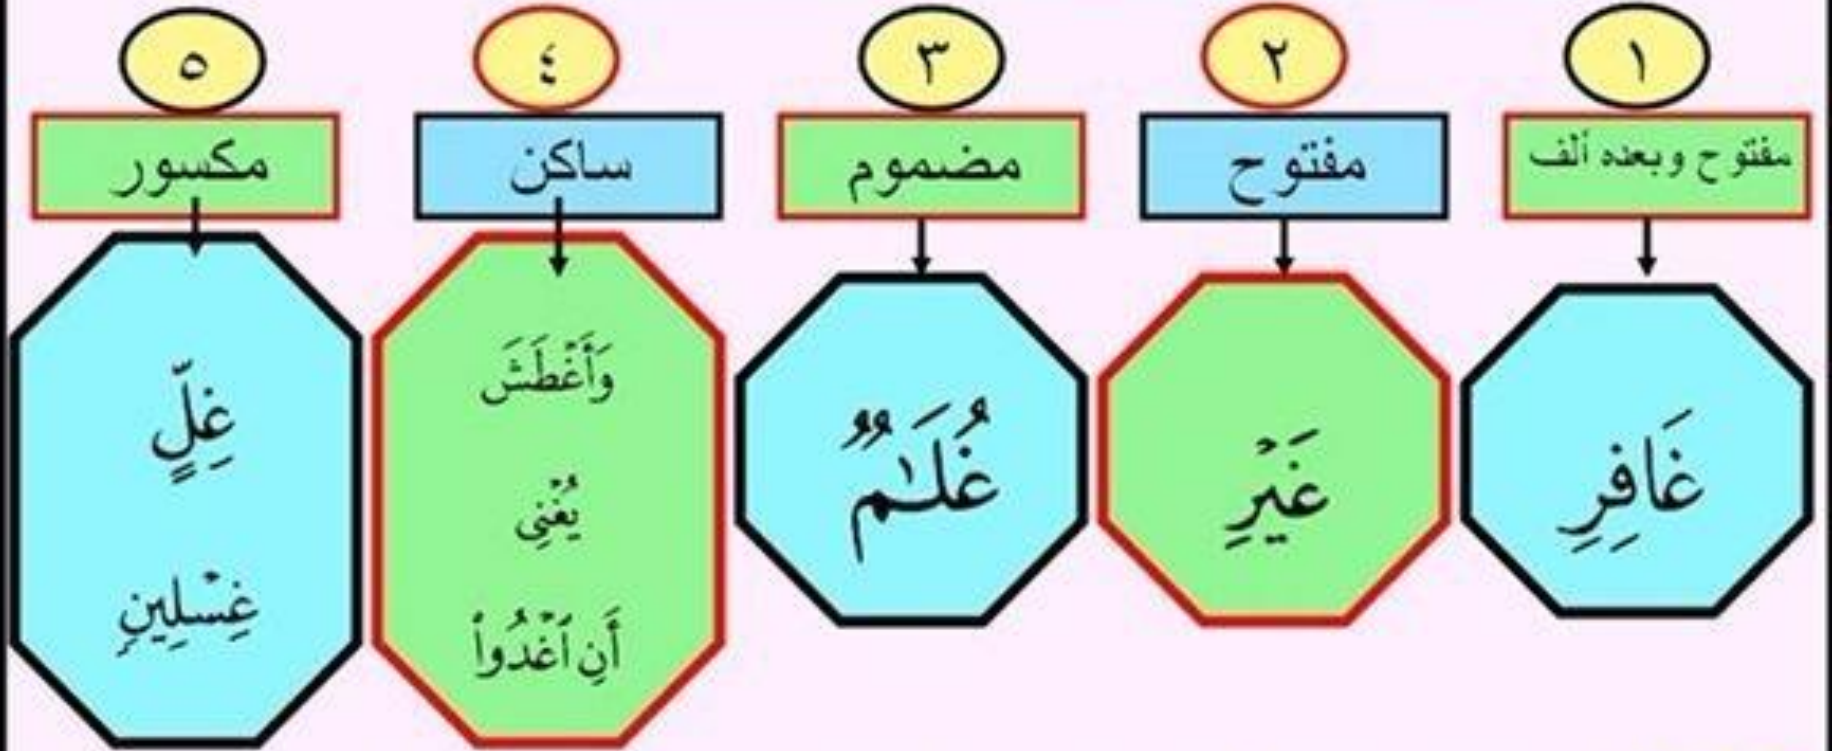 ١
مفتوح وبعده ألف
غَافِرِ
٢
مفتوح
غَيْرِ
٣
مضموم
غُلَـٰمٌ
٤
ساكن
وَأَغْطَشَ
يُغْنِى
أَنِ ٱغْدُوا۟
٥
مكسور
غِلٍّ
غِسْلِينٍ